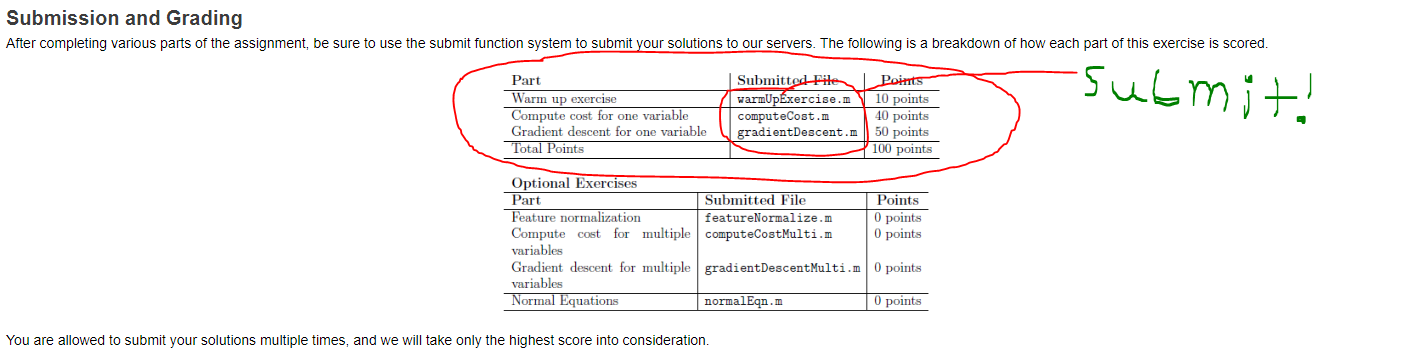 Submission and Grading
After completing various parts of the assignment, be sure to use the submit function system to submit your solutions to our servers. The following is a breakdown of how each part of this exercise is scored.
Part Submitted File Points
Warm up exercise warmUpExercise.m 10 points
Compute cost for one variable computeCost.m 40 points
Gradient descent for one variable gradientDescent.m 50 points
Total Points 100 points
submit!
Optional Exercises
Part Submitted File Points
Feature normalization featureNormalize.m 0 points
Compute cost for multiple computeCostMulti.m 0 points
variables
Gradient descent for multiple gradientDescentMulti.m 0 points
variables
Normal Equations normalEqn.m 0 points
You are allowed to submit your solutions multiple times, and we will take only the highest score into consideration.